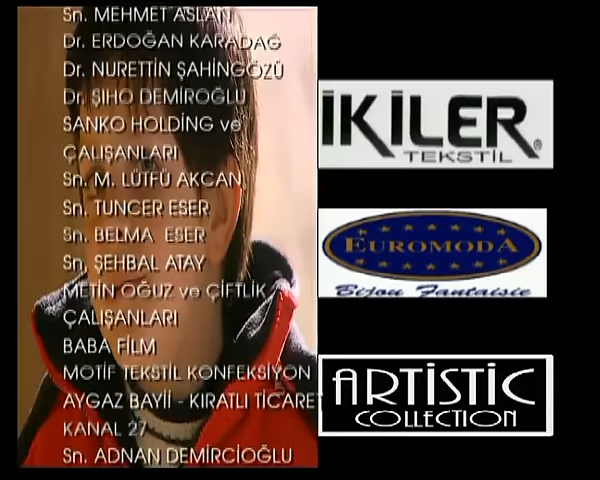 Sn. MEHMET ASLAN
Dr. ERDOĞAN KARADAĞ
Dr. NURETTİN ŞAHİNGÖZÜ
Dr. ŞIHO DEMİROĞLU
SANKO HOLDİNG ve
ÇALIŞANLARI
Sn. M. LÜTFÜ AKCAN
Sn. TUNCER ESER
Sn. BELMA ESER
Sn. ŞEHBAL ATAY
METİN OĞUZ ve ÇİFTLİK
ÇALIŞANLARI
BABA FİLM
MOTİF TEKSTİL KONFEKSİYON
AYGAZ BAYİİ - KIRATLI TİCARET
KANAL 27
Sn. ADNAN DEMİRCİOĞLU
İKİLER®
TEKSTİL
EUROMODA
Bijou Fantaisie
ARTİSTİC
COLLECTION